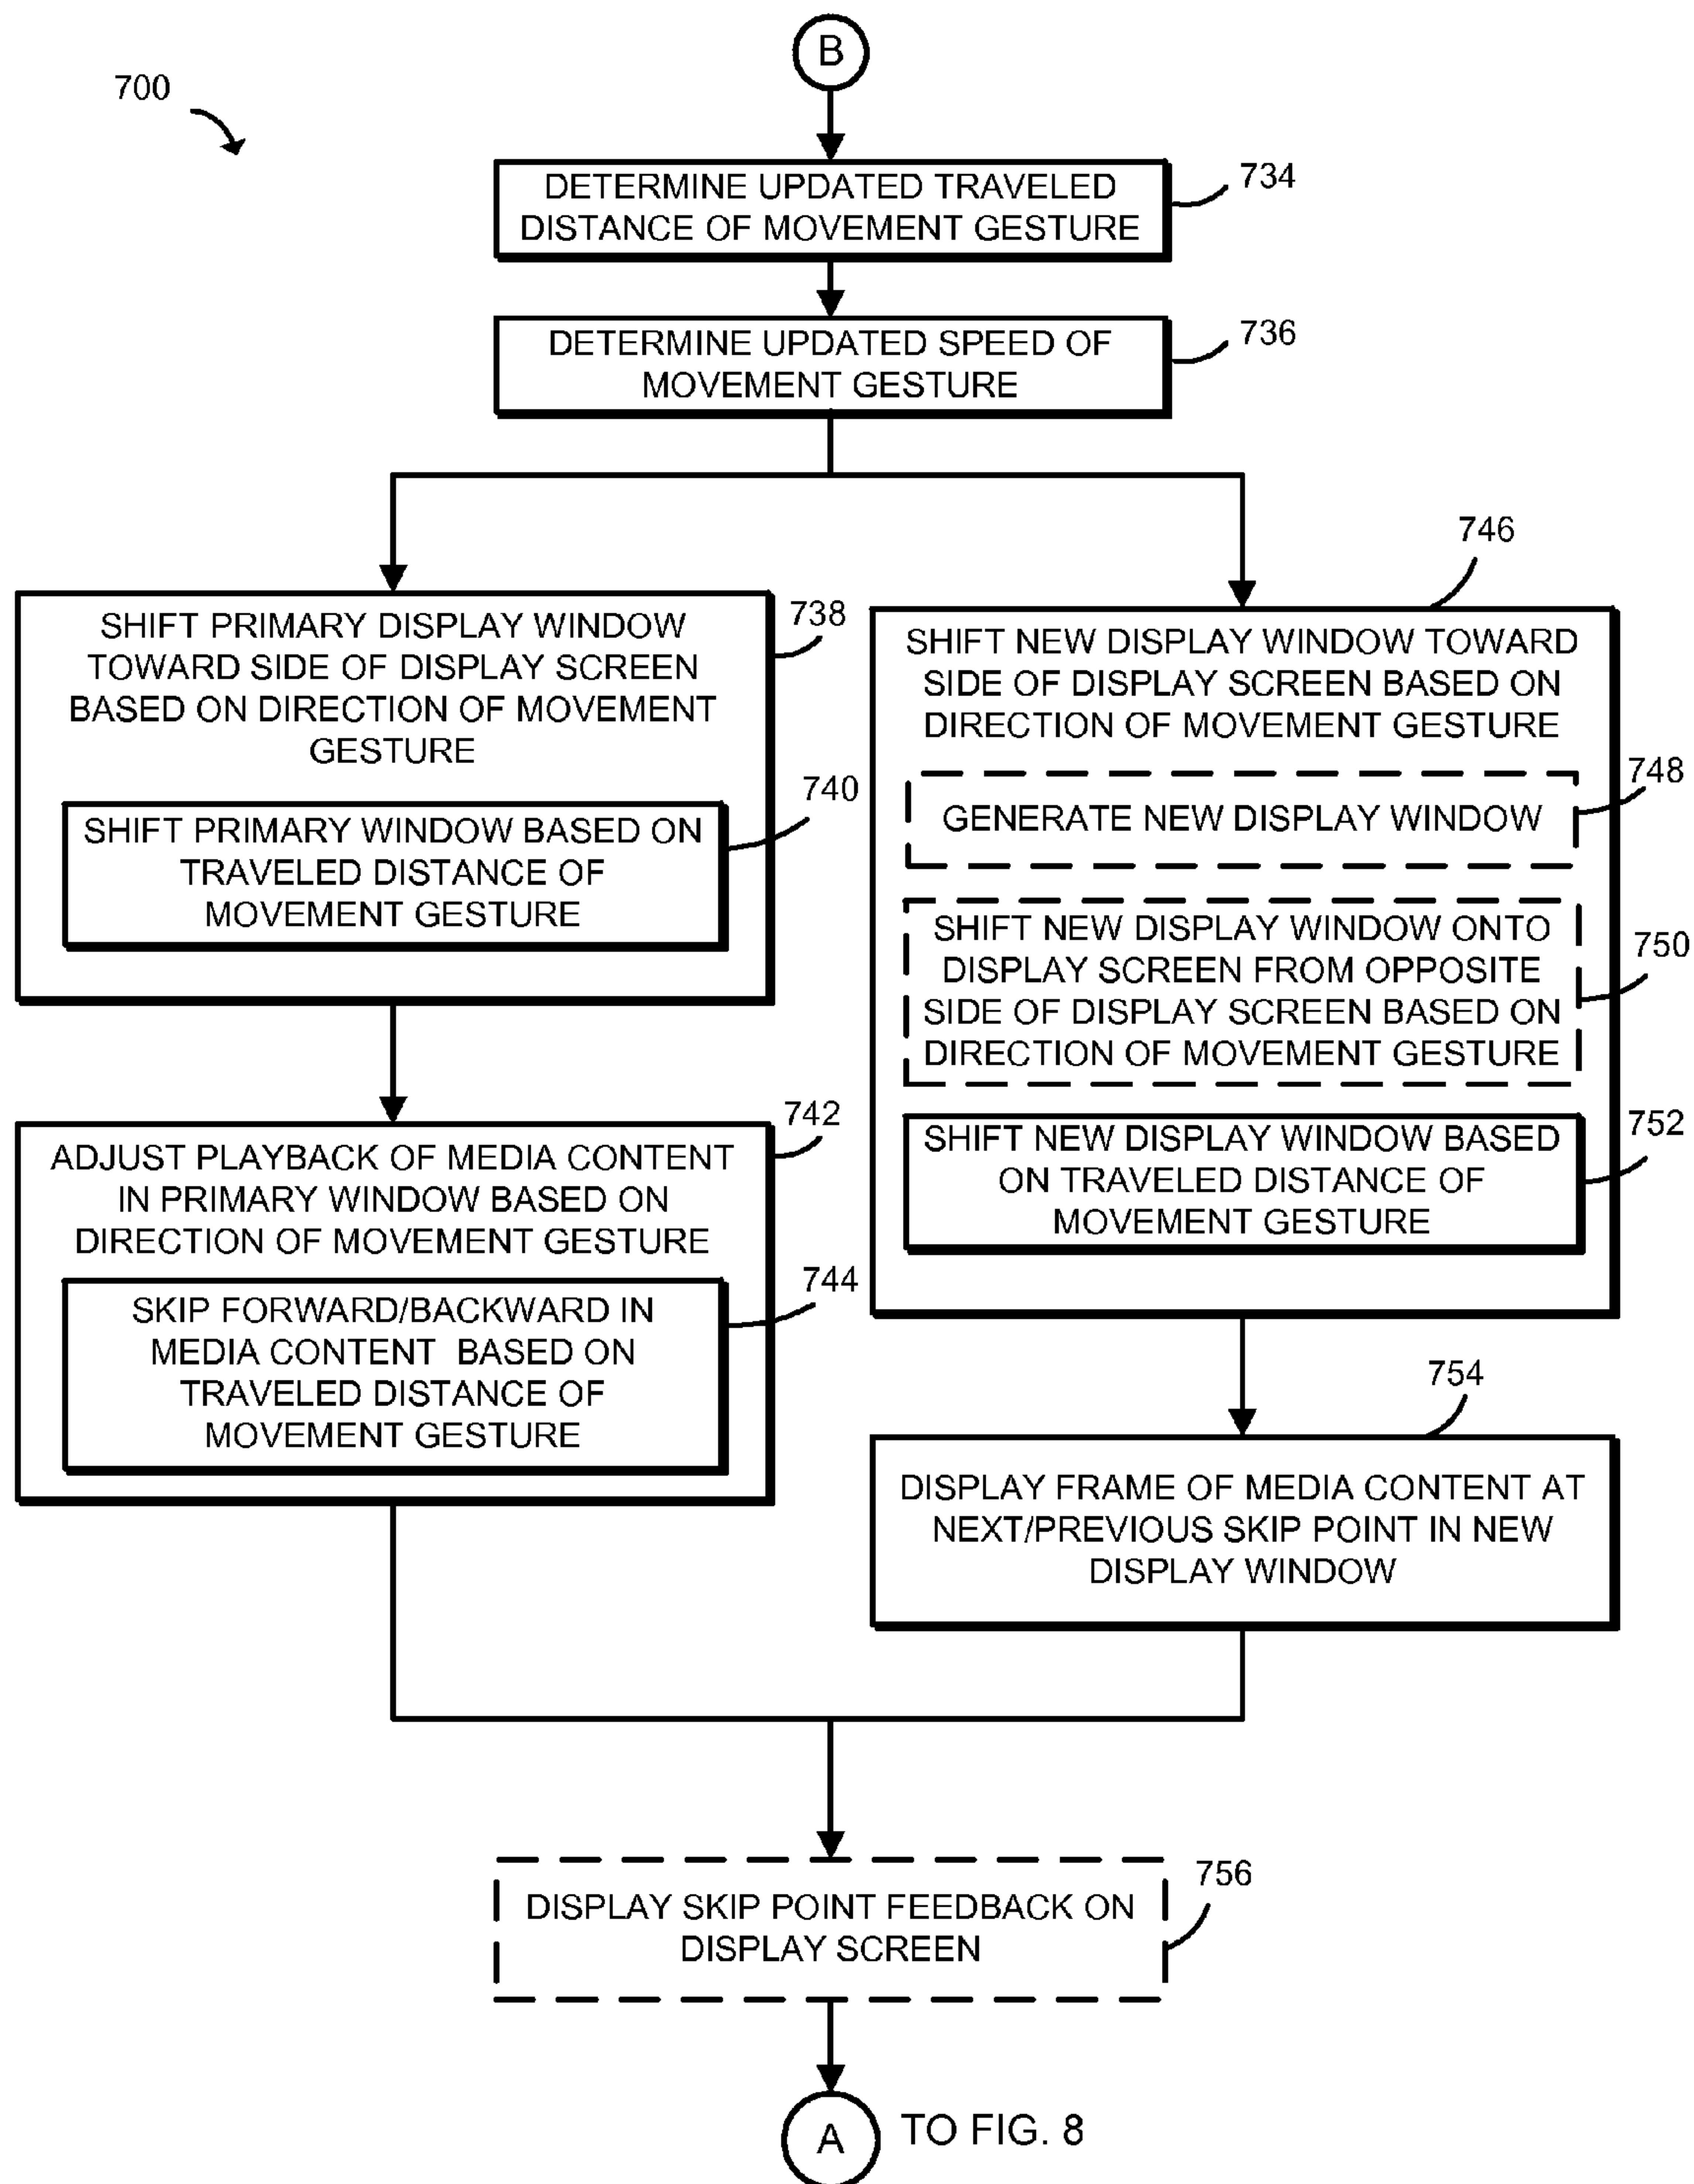 B
700
DETERMINE UPDATED TRAVELED
DISTANCE OF MOVEMENT GESTURE
734
DETERMINE UPDATED SPEED OF
MOVEMENT GESTURE
736
SHIFT PRIMARY DISPLAY WINDOW
TOWARD SIDE OF DISPLAY SCREEN
BASED ON DIRECTION OF MOVEMENT
GESTURE
738
SHIFT PRIMARY WINDOW BASED ON
TRAVELED DISTANCE OF
MOVEMENT GESTURE
740
ADJUST PLAYBACK OF MEDIA CONTENT
IN PRIMARY WINDOW BASED ON
DIRECTION OF MOVEMENT GESTURE
742
SKIP FORWARD/BACKWARD IN
MEDIA CONTENT BASED ON
TRAVELED DISTANCE OF
MOVEMENT GESTURE
744
746
SHIFT NEW DISPLAY WINDOW TOWARD
SIDE OF DISPLAY SCREEN BASED ON
DIRECTION OF MOVEMENT GESTURE
GENERATE NEW DISPLAY WINDOW
748
SHIFT NEW DISPLAY WINDOW ONTO
DISPLAY SCREEN FROM OPPOSITE
SIDE OF DISPLAY SCREEN BASED ON
DIRECTION OF MOVEMENT GESTURE
750
SHIFT NEW DISPLAY WINDOW BASED
ON TRAVELED DISTANCE OF
MOVEMENT GESTURE
752
754
DISPLAY FRAME OF MEDIA CONTENT AT
NEXT/PREVIOUS SKIP POINT IN NEW
DISPLAY WINDOW
DISPLAY SKIP POINT FEEDBACK ON
DISPLAY SCREEN
756
A
TO FIG. 8